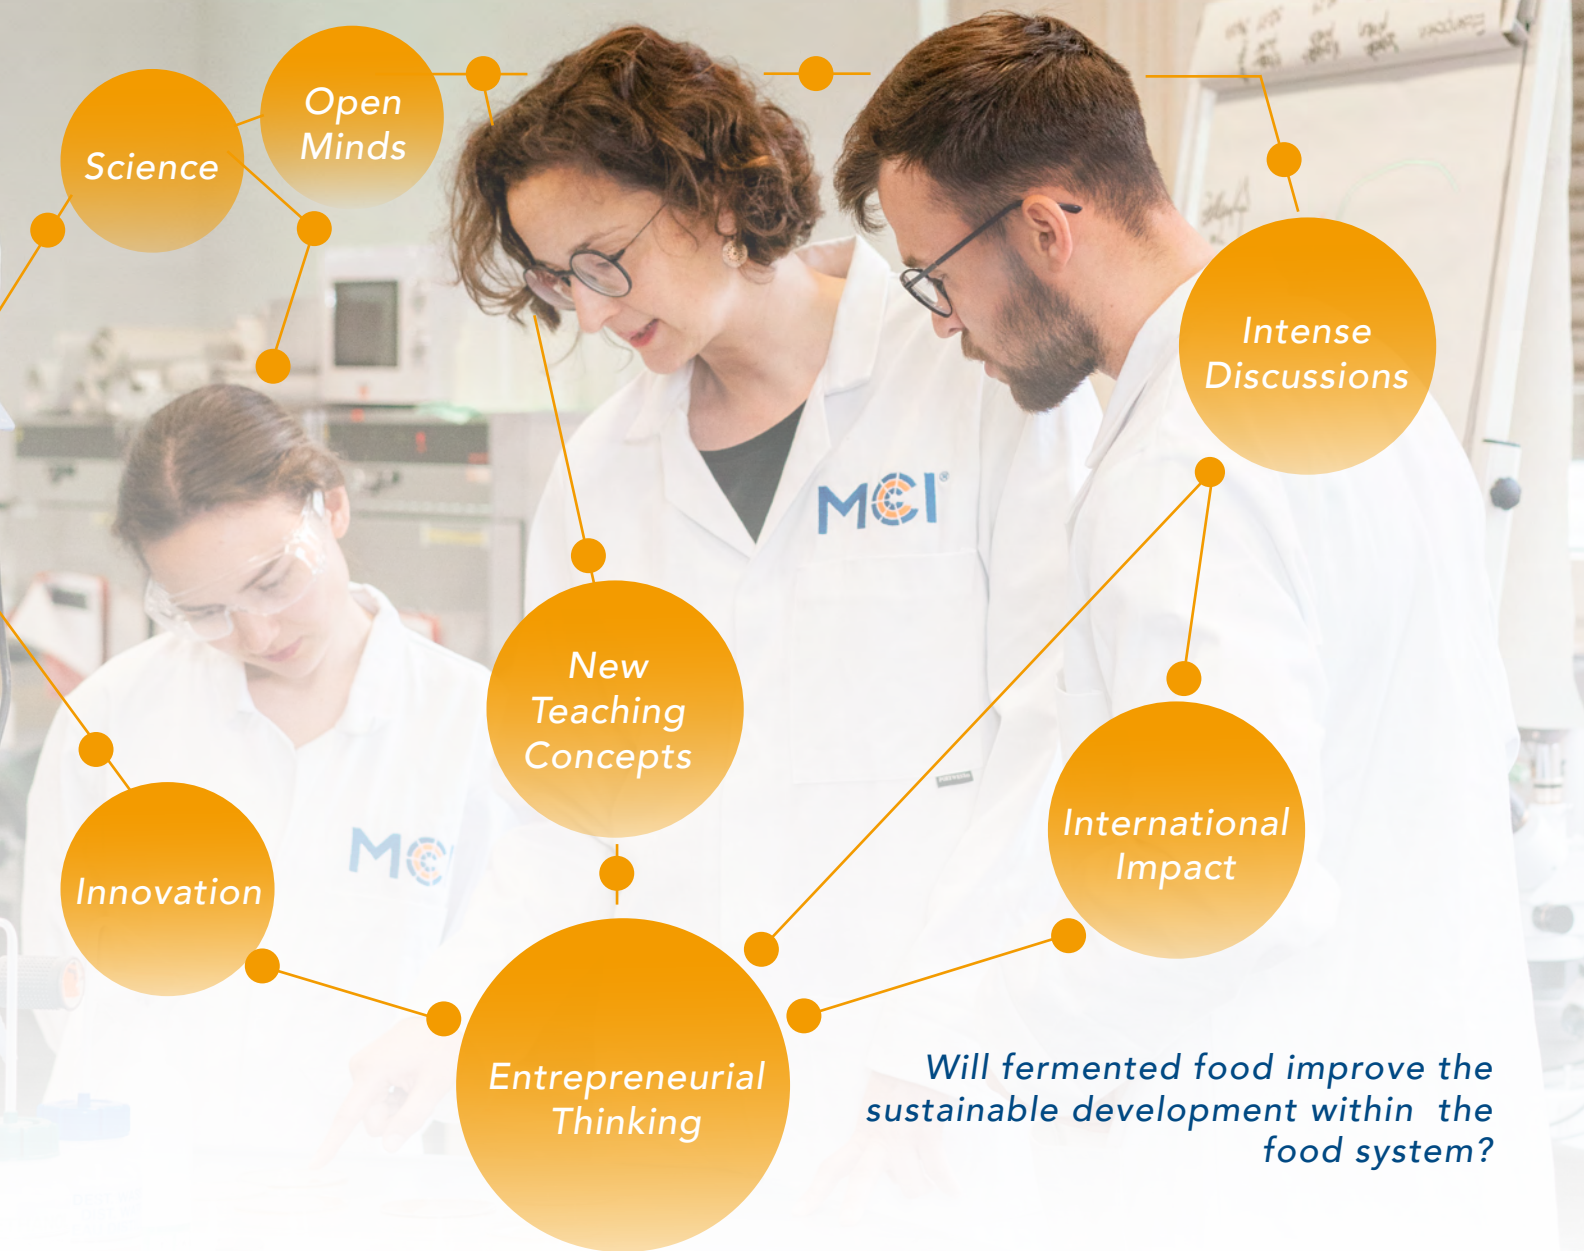 Open
Minds
Science
Intense
Discussions
MCI®
New
Teaching
Concepts
International
Impact
MC
Innovation
Entrepreneurial
Thinking
Will fermented food improve the
sustainable development within  the
food system?